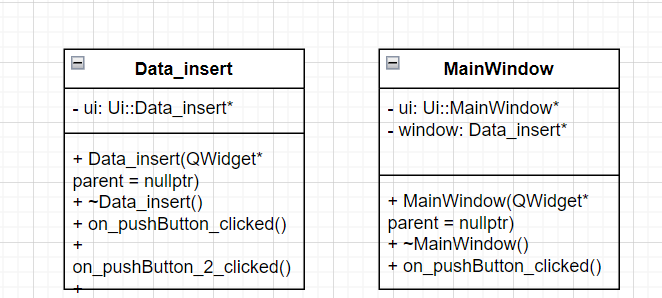 Data_insert
- ui: Ui::Data_insert*
+ Data_insert(QWidget*
parent = nullptr)
+ ~Data_insert()
+ on_pushButton_clicked()
+
on_pushButton_2_clicked()
+
MainWindow
- ui: Ui::MainWindow*
- window: Data_insert*
+ MainWindow(QWidget*
parent = nullptr)
+ ~MainWindow()
+ on_pushButton_clicked()